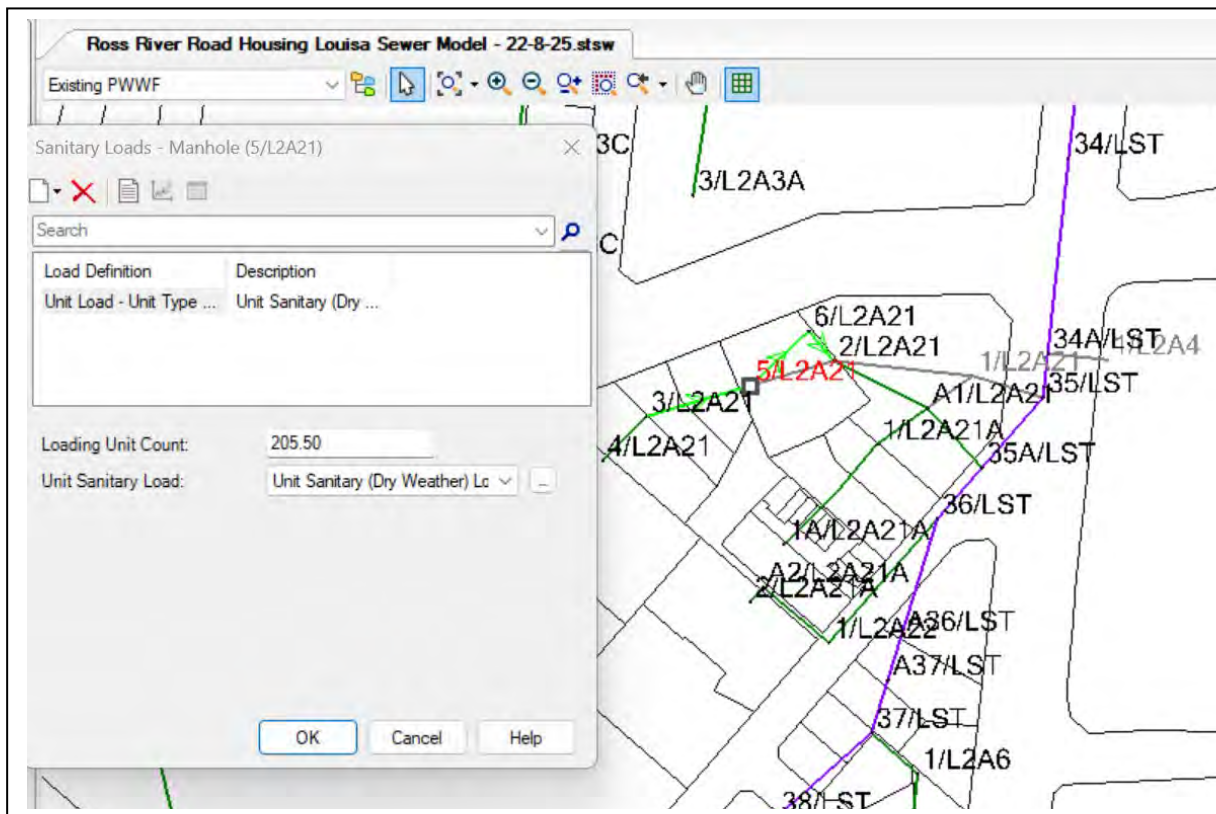 Ross River Road Housing Louisa Sewer Model - 22-8-25.stsw
Existing PWWF
Sanitary Loads - Manhole (5/L2A21)
Search
Load Definition Description
Unit Load - Unit Type ... Unit Sanitary (Dry ...
Loading Unit Count: 205.50
Unit Sanitary Load: Unit Sanitary (Dry Weather) Lo
...
OK Cancel Help
3C
34/LST
3/L2A3A
C
6/L2A21
2/L2A21
34A/LST
/L2A4
5/L2A21
1/L2A21
35/LST
3/L2A21
A1/L2A21
4/L2A21
1/L2A21A
35A/LST
36/LST
1A/L2A21A
A2/L2A21A
2/L2A21A
1/L2A22
A36/LST
A37/LST
37/LST
1/L2A6
38/LST